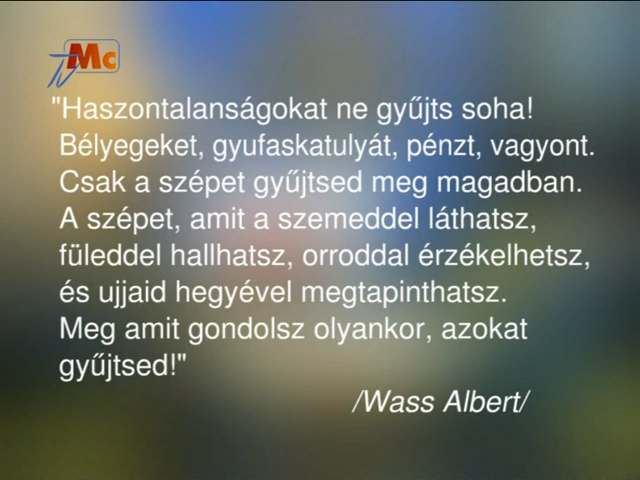 TV Mc
"Haszontalanságokat ne gyűjts soha!
Bélyegeket, gyufaskatulyát, pénzt, vagyont.
Csak a szépet gyűjtsed meg magadban.
A szépet, amit a szemeddel láthatsz,
füleddel hallhatsz, orroddal érzékelhetsz,
és ujjaid hegyével megtapinthatsz.
Meg amit gondolsz olyankor, azokat
gyűjtsed!"
/Wass Albert/